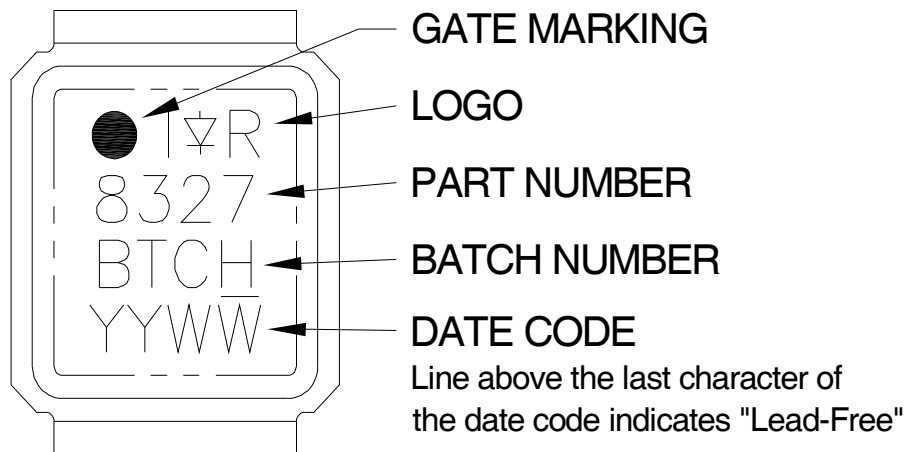 GATE MARKING
I R
LOGO
8327
PART NUMBER
BTCH
BATCH NUMBER
YYWW
DATE CODE
Line above the last character of
the date code indicates "Lead-Free"